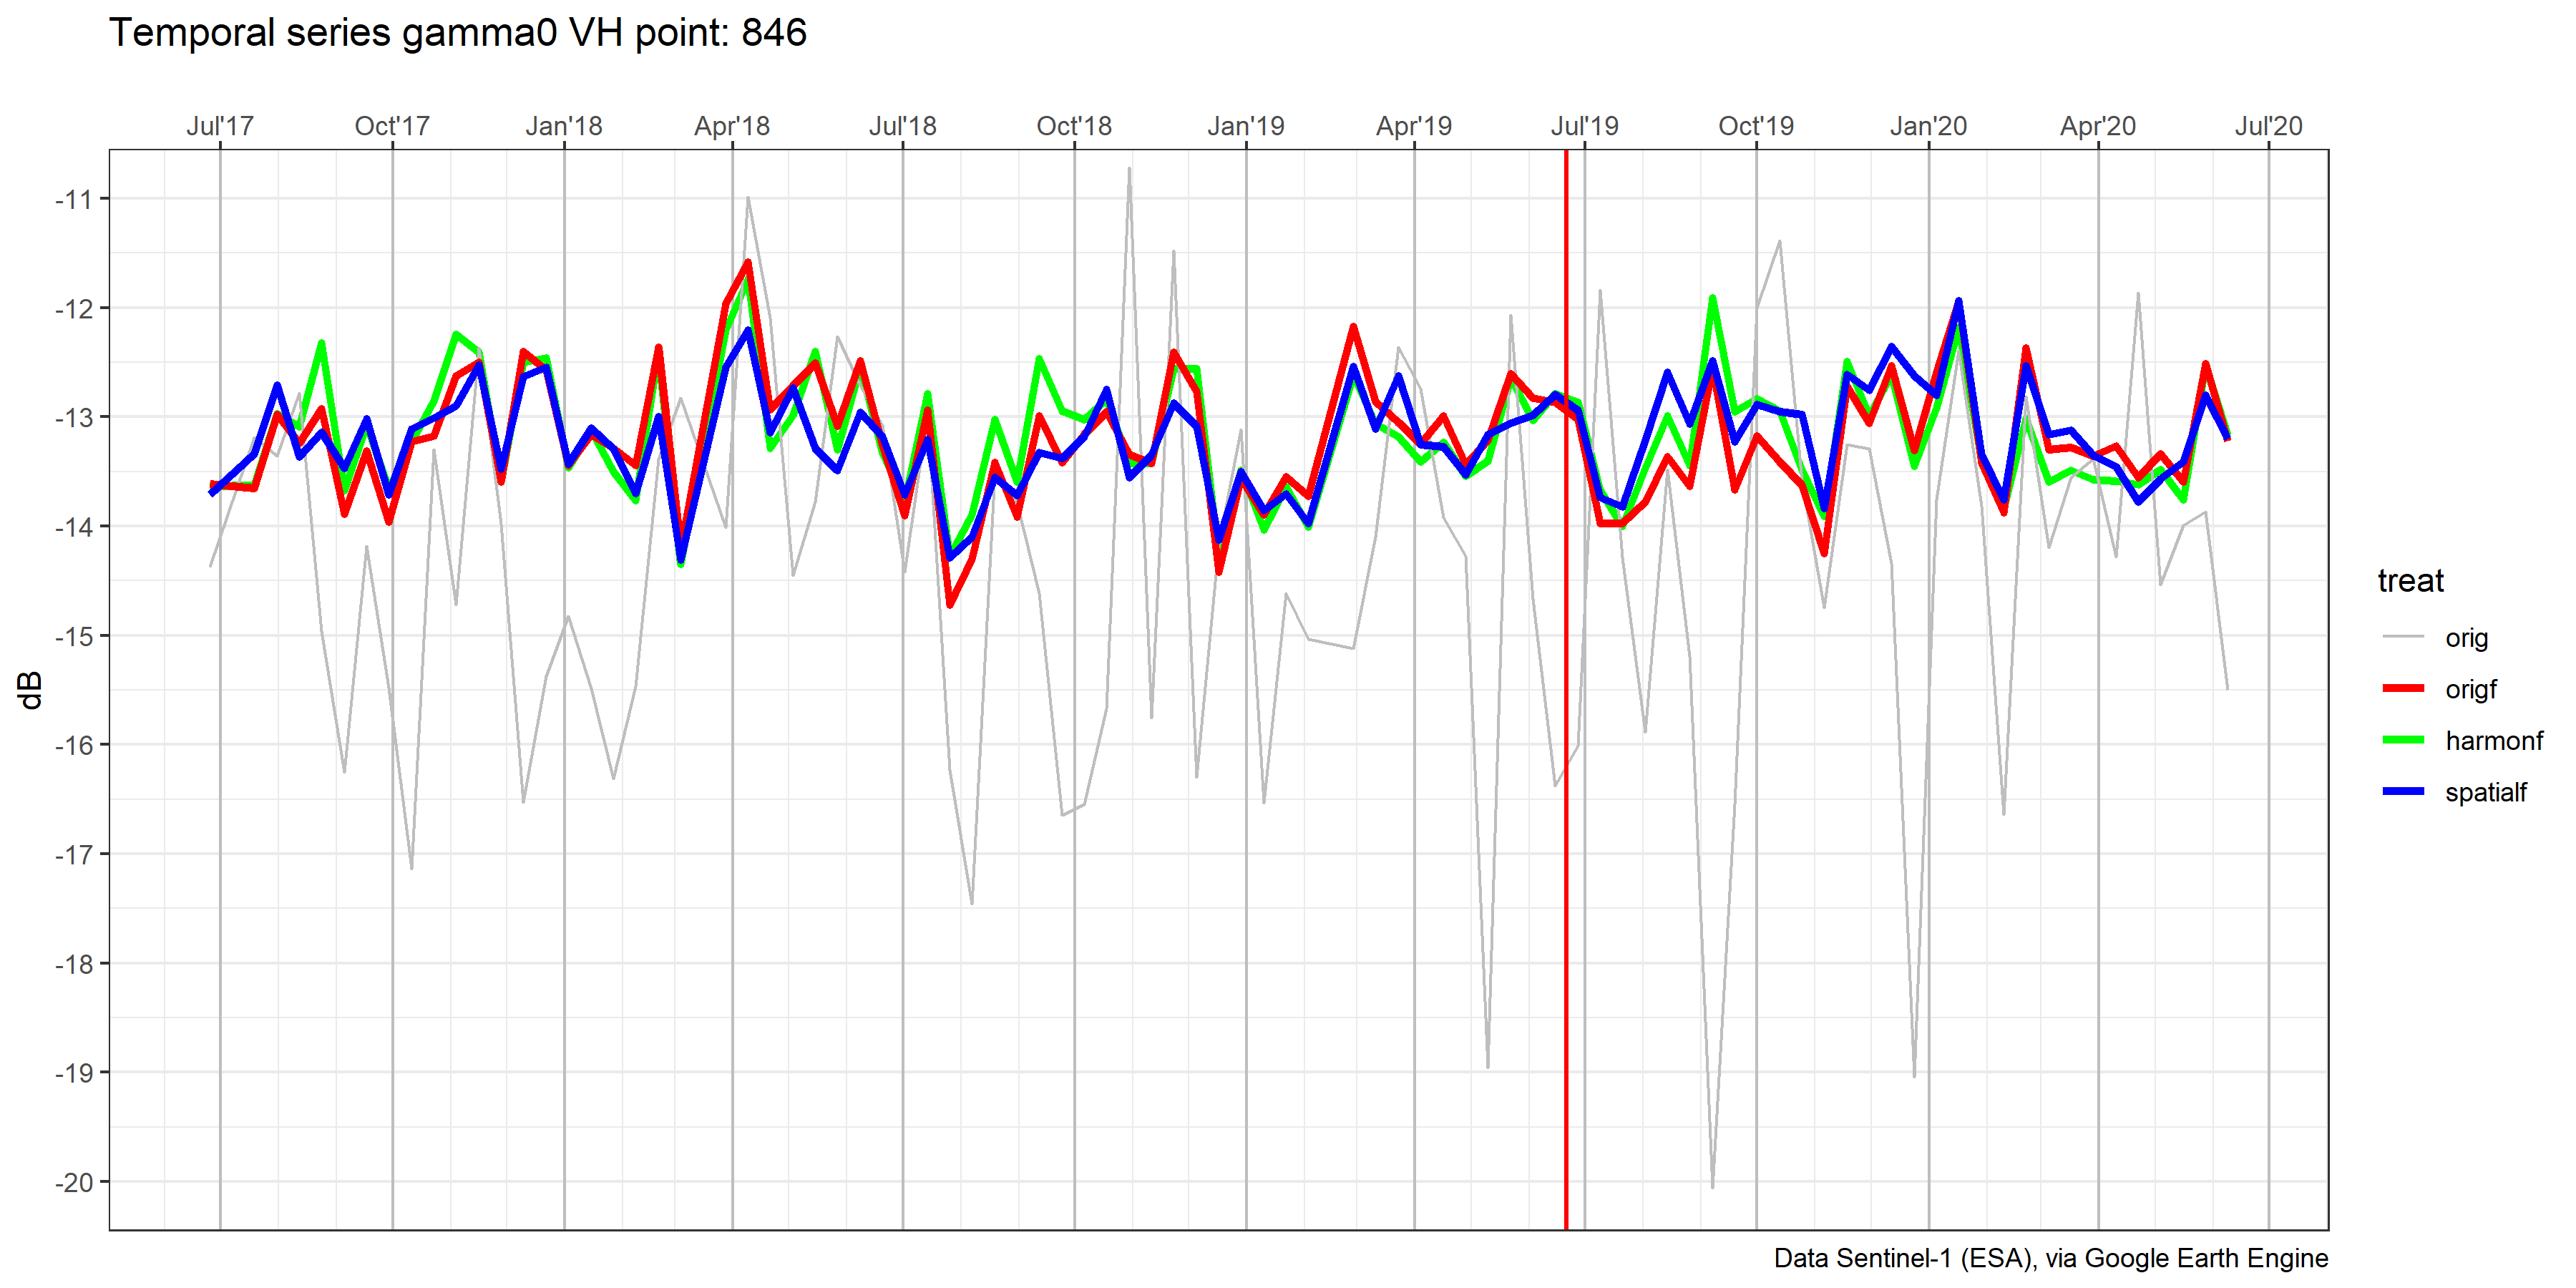 Temporal series gamma0 VH point: 846
Jul'17 Oct'17 Jan'18 Apr'18 Jul'18 Oct'18 Jan'19 Apr'19 Jul'19 Oct'19 Jan'20 Apr'20 Jul'20
-11
-12
-13
-14
-15
-16
-17
-18
-19
-20
dB
treat
orig
origf
harmonf
spatialf
Data Sentinel-1 (ESA), via Google Earth Engine